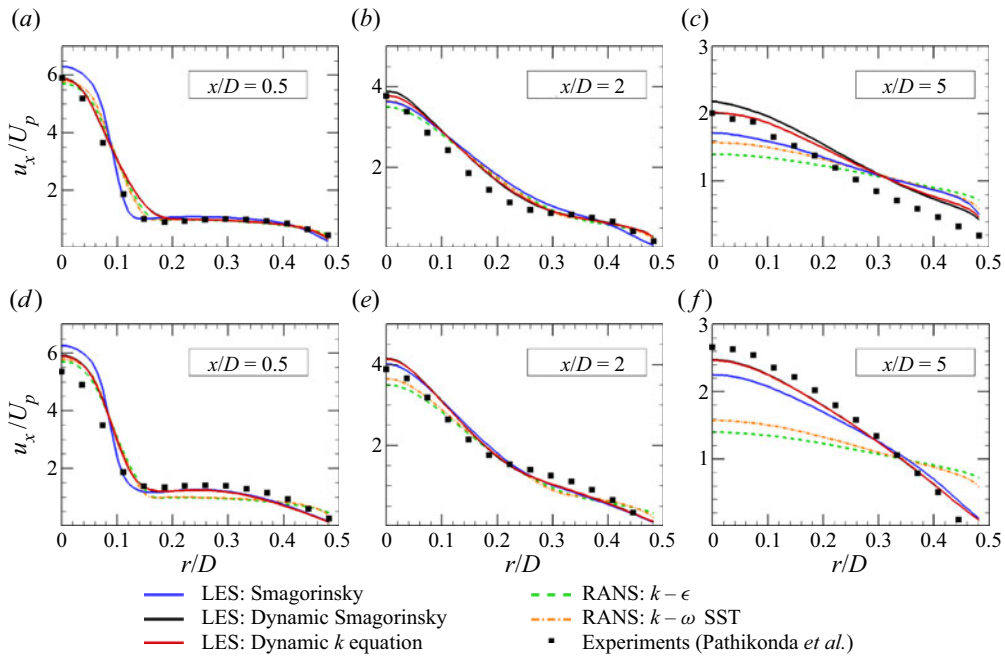 (a) (b) (c)
6
4
2
u_x/U_p
x/D = 0.5
0 0.1 0.2 0.3 0.4 0.5
4
2
x/D = 2
0 0.1 0.2 0.3 0.4 0.5
3
2
1
x/D = 5
0 0.1 0.2 0.3 0.4 0.5
(d) (e) (f)
6
4
2
u_x/U_p
x/D = 0.5
0 0.1 0.2 0.3 0.4 0.5
r/D
4
2
x/D = 2
0 0.1 0.2 0.3 0.4 0.5
r/D
3
2
1
x/D = 5
0 0.1 0.2 0.3 0.4 0.5
r/D
LES: Smagorinsky
LES: Dynamic Smagorinsky
LES: Dynamic k equation
RANS: k – ϵ
RANS: k – ω SST
Experiments (Pathikonda et al.)